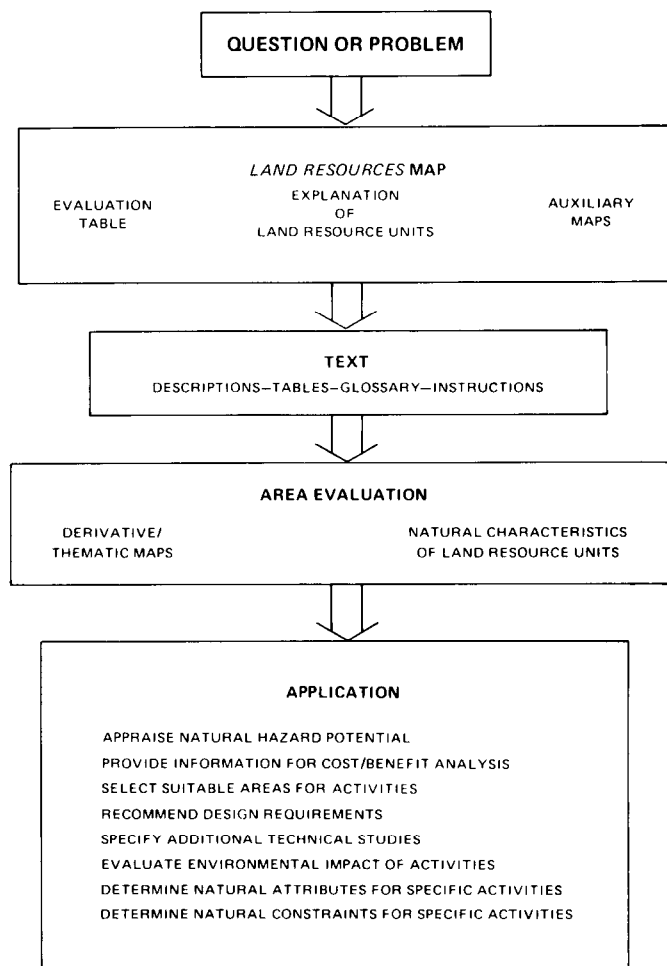 QUESTION OR PROBLEM
LAND RESOURCES MAP
EVALUATION
TABLE
EXPLANATION
OF
LAND RESOURCE UNITS
AUXILIARY
MAPS
TEXT
DESCRIPTIONS–TABLES–GLOSSARY–INSTRUCTIONS
AREA EVALUATION
DERIVATIVE/
THEMATIC MAPS
NATURAL CHARACTERISTICS
OF LAND RESOURCE UNITS
APPLICATION
APPRAISE NATURAL HAZARD POTENTIAL
PROVIDE INFORMATION FOR COST/BENEFIT ANALYSIS
SELECT SUITABLE AREAS FOR ACTIVITIES
RECOMMEND DESIGN REQUIREMENTS
SPECIFY ADDITIONAL TECHNICAL STUDIES
EVALUATE ENVIRONMENTAL IMPACT OF ACTIVITIES
DETERMINE NATURAL ATTRIBUTES FOR SPECIFIC ACTIVITIES
DETERMINE NATURAL CONSTRAINTS FOR SPECIFIC ACTIVITIES